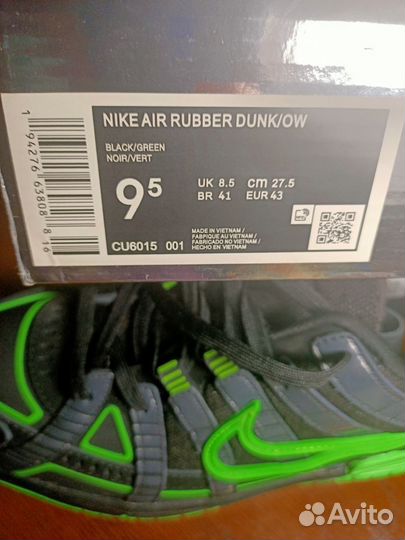 NIKE AIR RUBBER DUNK/OW
BLACK/GREEN
NOIR/VERT
9⁵
UK 8.5 CM 27.5
BR 41 EUR 43
CU6015 001
MADE IN VIETNAM
FABRIQUÉ AU VIETNAM
FABRICADO NO VIETNAM
HECHO EN VIETNAM
1 94276 63808 8 16
Avito